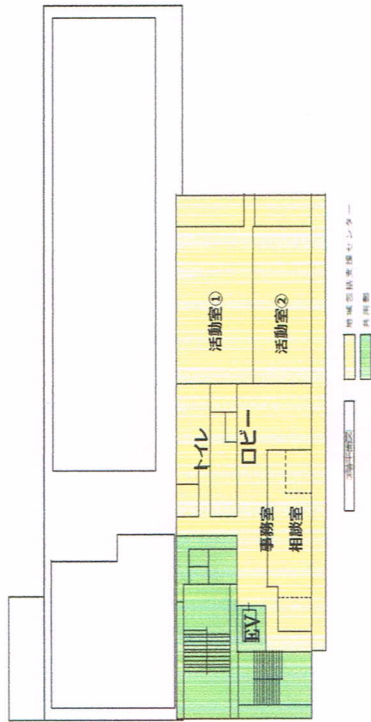 活動室①
活動室②
トイレ
ロビー
事務室
相談室
EV
地域包括支援センター
共用部